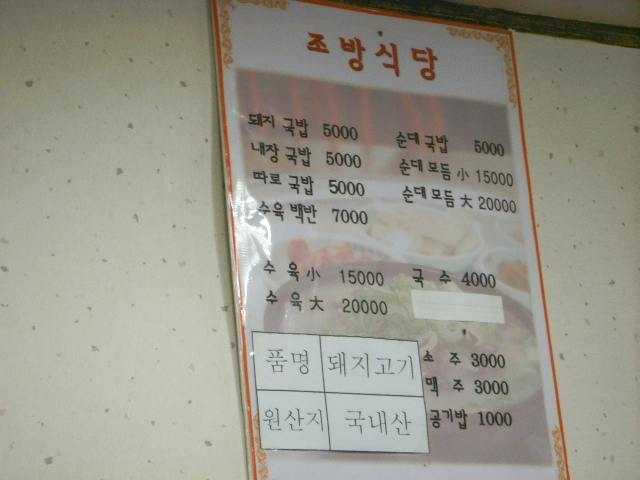 조방식당
돼지 국밥 5000
내장 국밥 5000
따로 국밥 5000
수육 백반 7000
순대 국밥 5000
순대 모듬 小 15000
순대 모듬 大 20000
수 육 小 15000
수 육 大 20000
국 수 4000
품명 돼지고기
원산지 국내산
소 주 3000
맥 주 3000
공기밥 1000